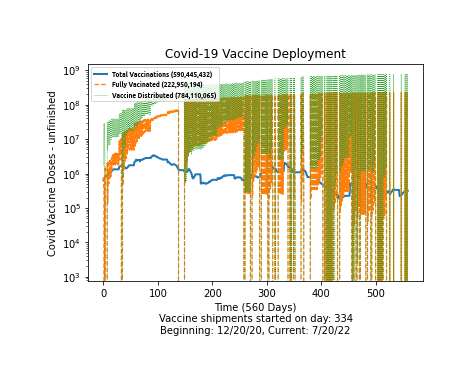 Covid-19 Vaccine Deployment
Total Vaccinations (590,445,432)
Fully Vacinated (222,950,194)
Vaccine Distributed (784,110,065)
Covid Vaccine Doses - unfinished
10⁹
10⁸
10⁷
10⁶
10⁵
10⁴
10³
0 100 200 300 400 500
Time (560 Days)
Vaccine shipments started on day: 334
Beginning: 12/20/20, Current: 7/20/22